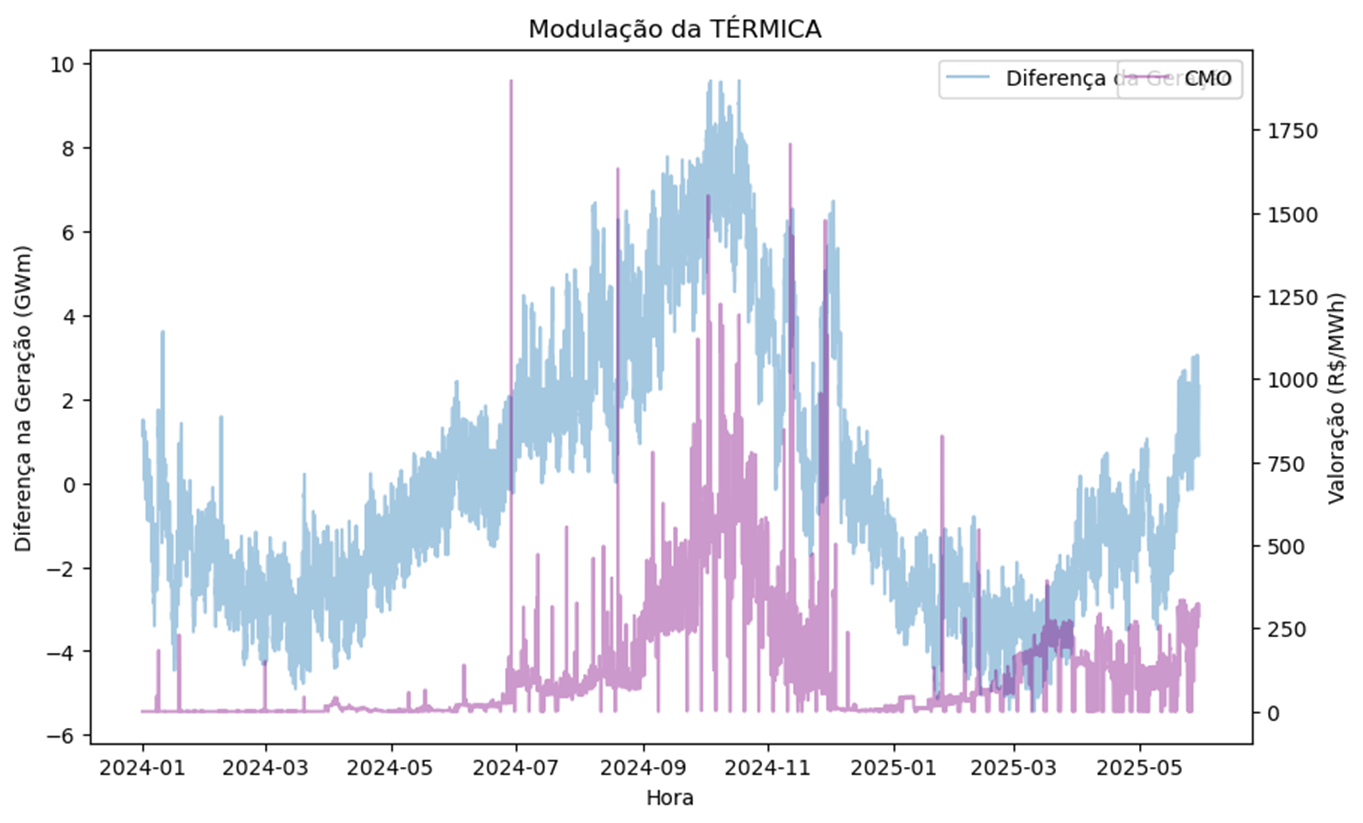 Modulação da TÉRMICA
Diferença da Geração
CMO
Diferença na Geração (GWm)
10
8
6
4
2
0
−2
−4
−6
1750
1500
1250
1000
750
500
250
0
Valoração (R$/MWh)
2024-01 2024-03 2024-05 2024-07 2024-09 2024-11 2025-01 2025-03 2025-05
Hora